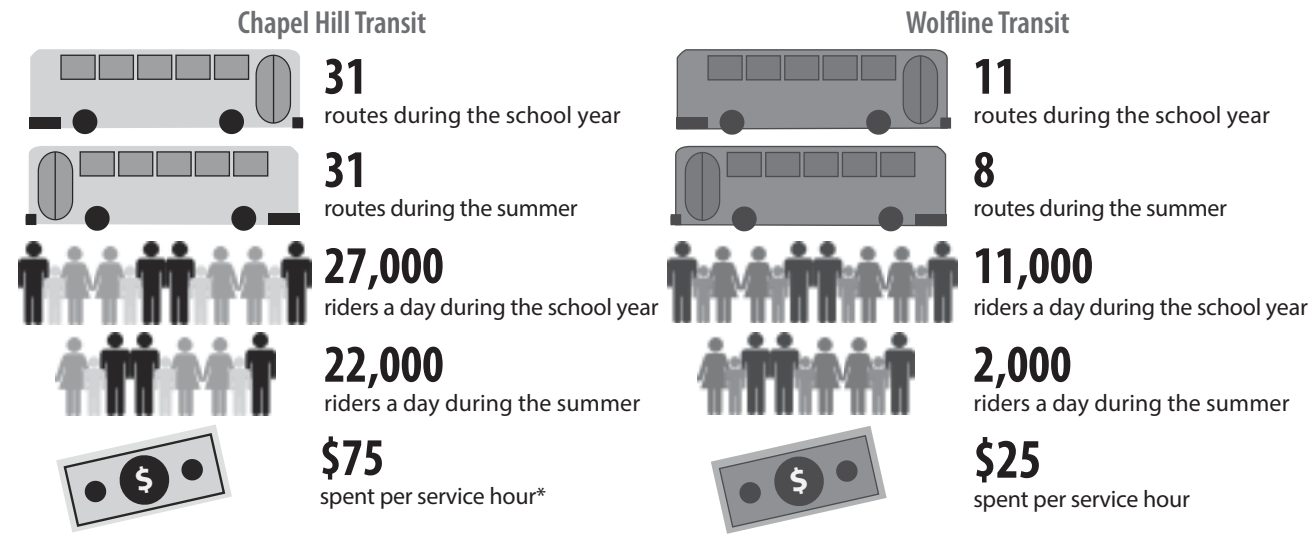 Chapel Hill Transit
31
routes during the school year
31
routes during the summer
27,000
riders a day during the school year
22,000
riders a day during the summer
$
$75
spent per service hour*
Wolfline Transit
11
routes during the school year
8
routes during the summer
11,000
riders a day during the school year
2,000
riders a day during the summer
$
$25
spent per service hour